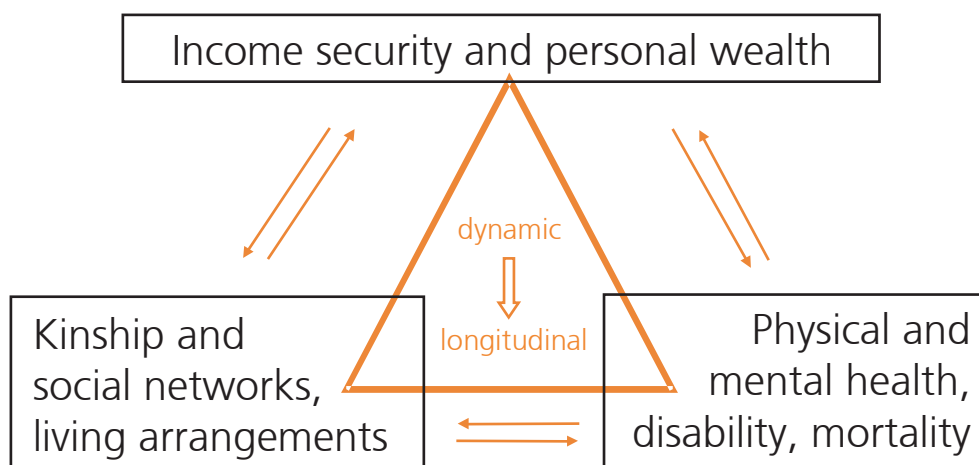 Income security and personal wealth
dynamic
longitudinal
Kinship and
social networks,
living arrangements
Physical and
mental health,
disability, mortality